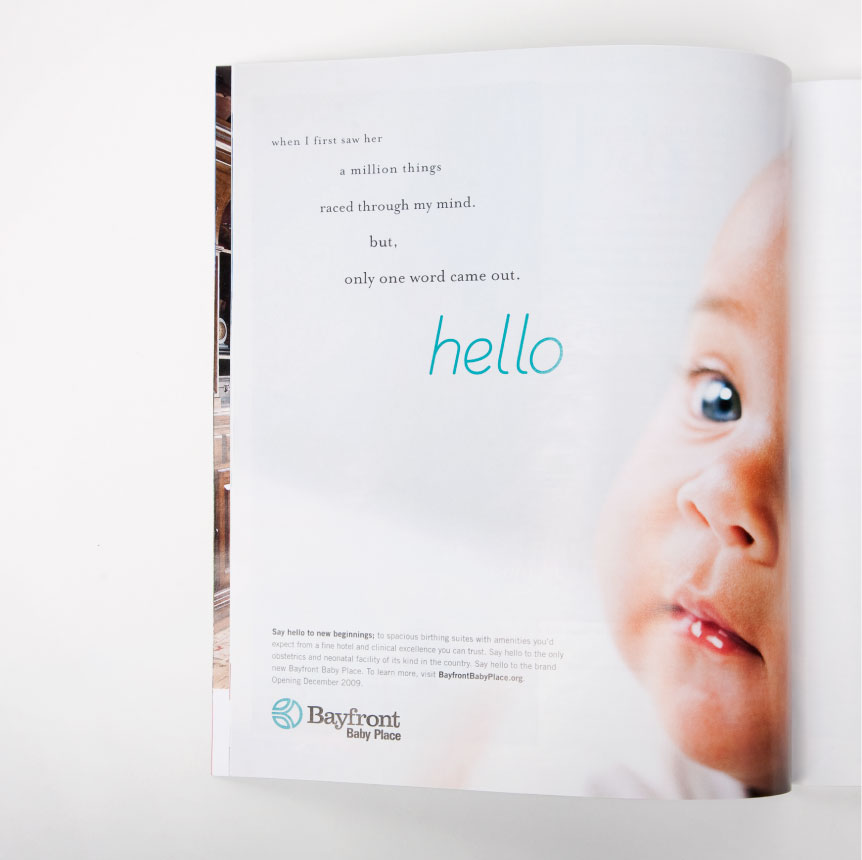 when I first saw her
a million things
raced through my mind.
but,
only one word came out.
hello
Say hello to new beginnings; to spacious birthing suites with amenities you'd
expect from a fine hotel and clinical excellence you can trust. Say hello to the only
obstetrics and neonatal facility of its kind in the country. Say hello to the brand
new Bayfront Baby Place. To learn more, visit BayfrontBabyPlace.org.
Opening December 2009.
Bayfront
Baby Place